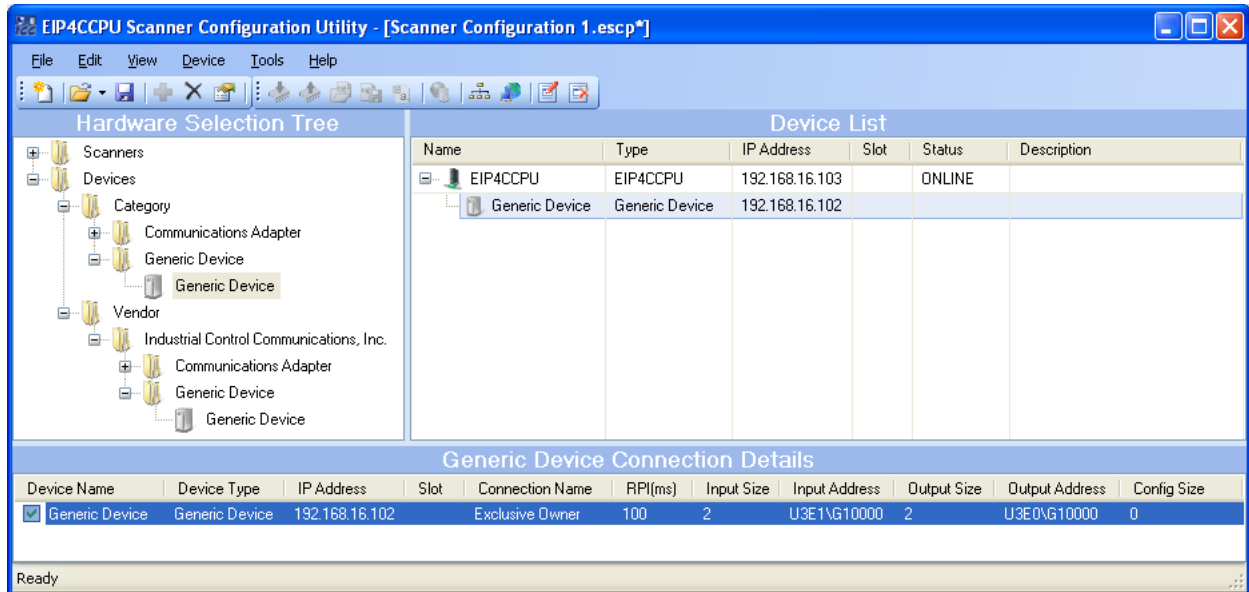 EIP4CCPU Scanner Configuration Utility - [Scanner Configuration 1.escp*]
File Edit View Device Tools Help
Hardware Selection Tree
Scanners
Devices
Category
Communications Adapter
Generic Device
Generic Device
Vendor
Industrial Control Communications, Inc.
Communications Adapter
Generic Device
Generic Device
Device List
Name Type IP Address Slot Status Description
EIP4CCPU EIP4CCPU 192.168.16.103 ONLINE
Generic Device Generic Device 192.168.16.102
Generic Device Connection Details
Device Name Device Type IP Address Slot Connection Name RPI(ms) Input Size Input Address Output Size Output Address Config Size
Generic Device Generic Device 192.168.16.102 Exclusive Owner 100 2 U3E1\G10000 2 U3E0\G10000 0
Ready